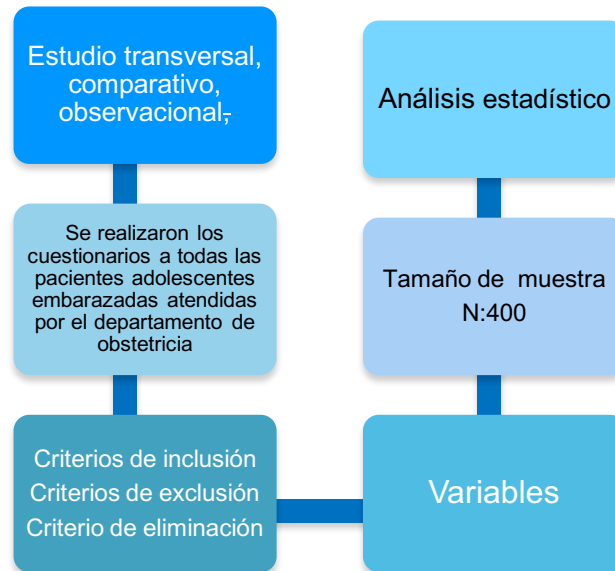 Estudio transversal,
comparativo,
observacional,
Se realizaron los
cuestionarios a todas las
pacientes adolescentes
embarazadas atendidas
por el departamento de
obstetricia
Criterios de inclusión
Criterios de exclusión
Criterio de eliminación
Variables
Tamaño de muestra
N:400
Análisis estadístico